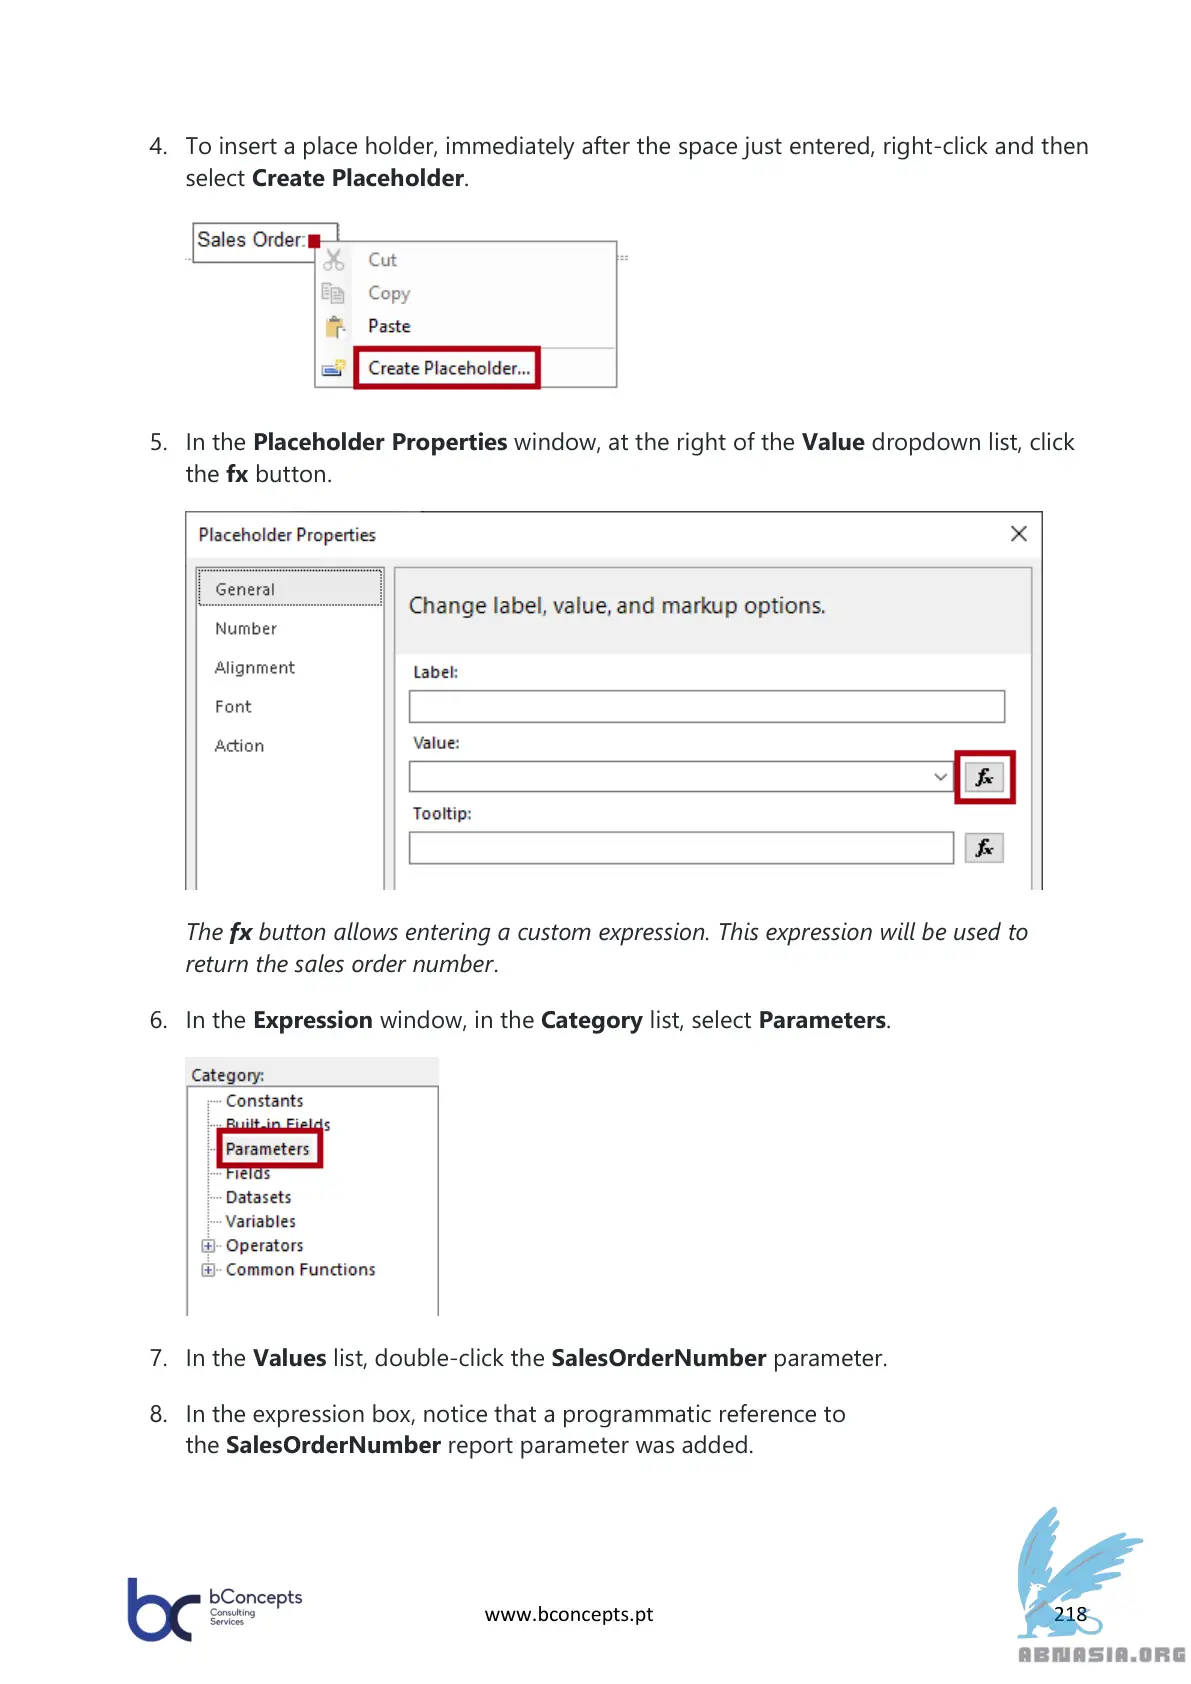 4. To insert a place holder, immediately after the space just entered, right-click and then
select Create Placeholder.
Sales Order:
Cut
Copy
Paste
Create Placeholder...
5. In the Placeholder Properties window, at the right of the Value dropdown list, click
the fx button.
Placeholder Properties
General
Number
Alignment
Font
Action
Change label, value, and markup options.
Label:
Value:
fx
Tooltip:
fx
The fx button allows entering a custom expression. This expression will be used to
return the sales order number.
6. In the Expression window, in the Category list, select Parameters.
Category:
Constants
Built-in Fields
Parameters
Fields
Datasets
Variables
Operators
Common Functions
7. In the Values list, double-click the SalesOrderNumber parameter.
8. In the expression box, notice that a programmatic reference to
the SalesOrderNumber report parameter was added.
bc bConcepts
Consulting
Services
www.bconcepts.pt
218
ABNASIA.ORG